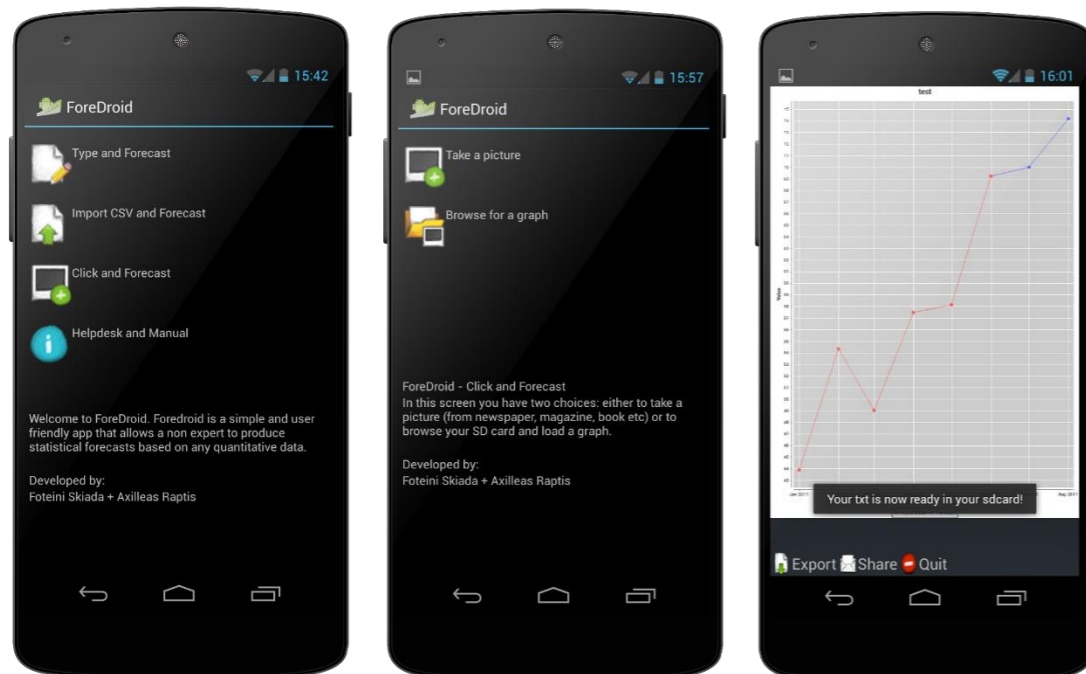 15:42
ForeDroid
Type and Forecast
Import CSV and Forecast
Click and Forecast
Helpdesk and Manual
Welcome to ForeDroid. Foredroid is a simple and user
friendly app that allows a non expert to produce
statistical forecasts based on any quantitative data.
Developed by:
Foteini Skiada + Axilleas Raptis
15:57
ForeDroid
Take a picture
Browse for a graph
ForeDroid - Click and Forecast
In this screen you have two choices: either to take a
picture (from newspaper, magazine, book etc) or to
browse your SD card and load a graph.
Developed by:
Foteini Skiada + Axilleas Raptis
16:01
test
Value
Jan 2011
Your txt is now ready in your sdcard!
Export Share Quit